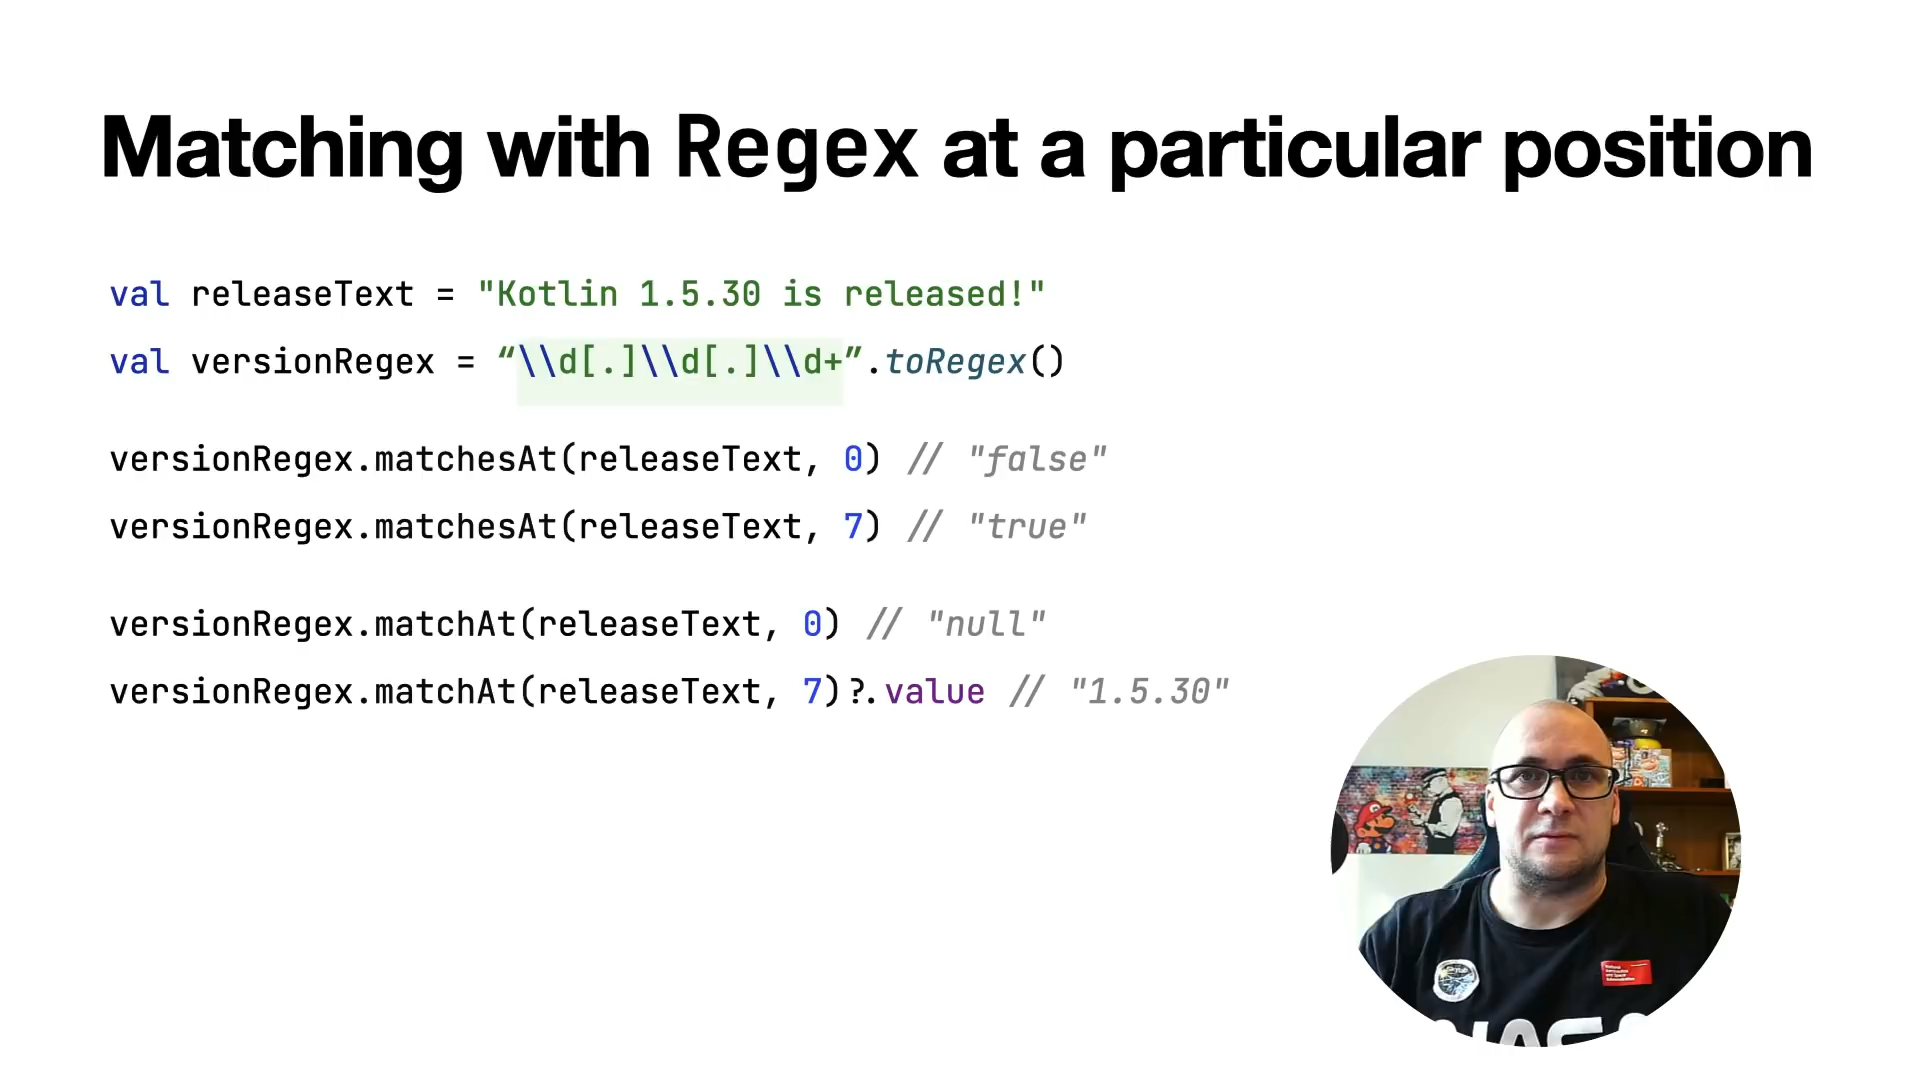 Matching with Regex at a particular position
val releaseText = "Kotlin 1.5.30 is released!"
val versionRegex = “\\d[.]\\d[.]\\d+”.toRegex()
versionRegex.matchesAt(releaseText, 0) // "false"
versionRegex.matchesAt(releaseText, 7) // "true"
versionRegex.matchAt(releaseText, 0) // "null"
versionRegex.matchAt(releaseText, 7)?.value // "1.5.30"